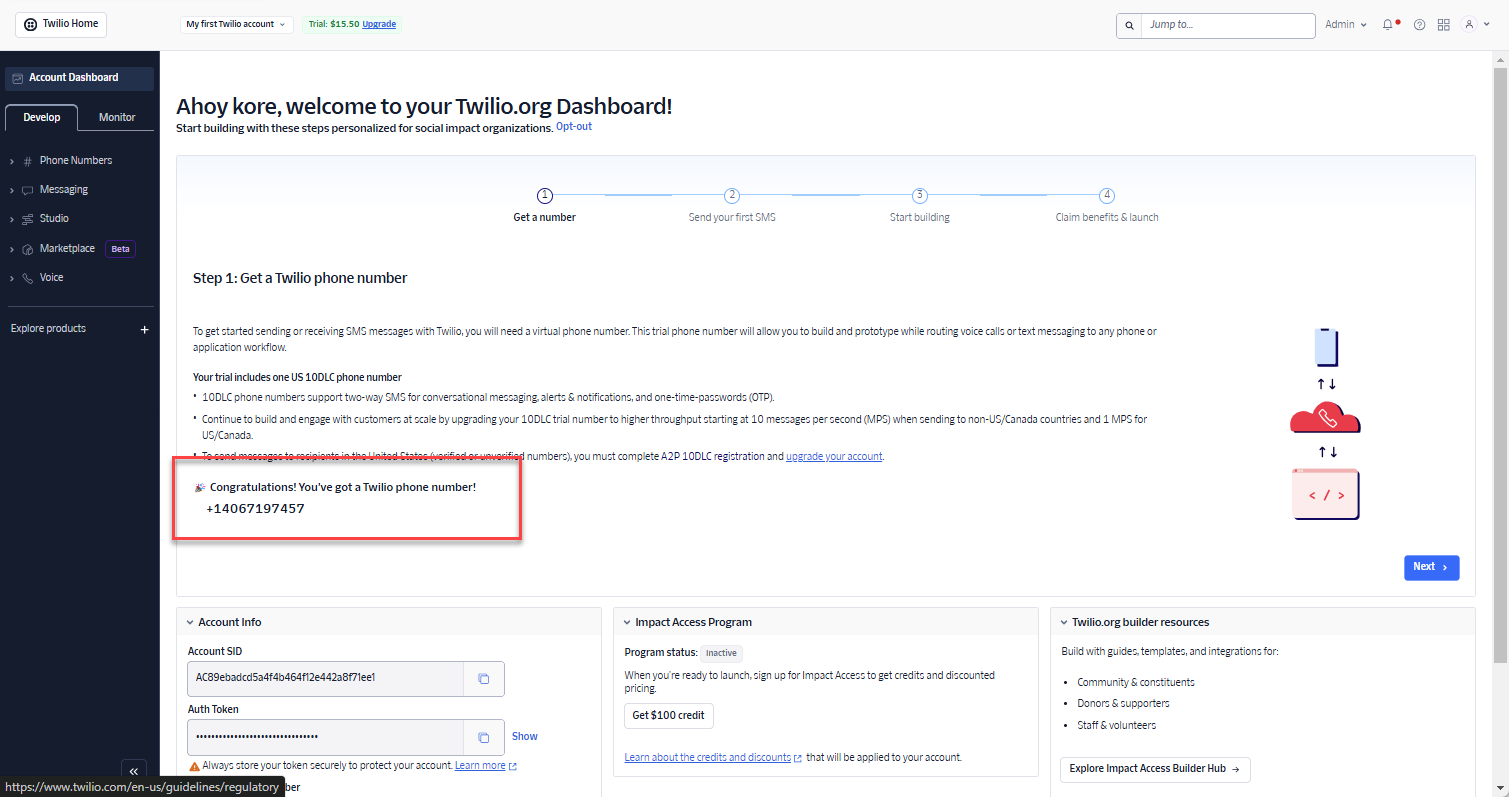 Twilio Home
My first Twilio account
Trial: $15.50 Upgrade
Jump to...
Admin
Account Dashboard
Develop
Monitor
# Phone Numbers
Messaging
Studio
Marketplace Beta
Voice
Explore products +
Ahoy kore, welcome to your Twilio.org Dashboard!
Start building with these steps personalized for social impact organizations. Opt-out
1 2 3 4
Get a number Send your first SMS Start building Claim benefits & launch
Step 1: Get a Twilio phone number
To get started sending or receiving SMS messages with Twilio, you will need a virtual phone number. This trial phone number will allow you to build and prototype while routing voice calls or text messaging to any phone or
application workflow.
Your trial includes one US 10DLC phone number
• 10DLC phone numbers support two-way SMS for conversational messaging, alerts & notifications, and one-time-passwords (OTP).
• Continue to build and engage with customers at scale by upgrading your 10DLC trial number to higher throughput starting at 10 messages per second (MPS) when sending to non-US/Canada countries and 1 MPS for
US/Canada.
• To send messages to recipients in the United States (verified or unverified numbers), you must complete A2P 10DLC registration and upgrade your account.
🎉 Congratulations! You've got a Twilio phone number!
+14067197457
< / >
Next
Account Info
Account SID
AC89ebadcd5a4f4b464f12e442a8f71ee1
Auth Token
••••••••••••••••••••••••••••••••
Show
Always store your token securely to protect your account. Learn more
ber
Impact Access Program
Program status: Inactive
When you're ready to launch, sign up for Impact Access to get credits and discounted
pricing.
Get $100 credit
Learn about the credits and discounts that will be applied to your account.
Twilio.org builder resources
Build with guides, templates, and integrations for:
• Community & constituents
• Donors & supporters
• Staff & volunteers
Explore Impact Access Builder Hub →
https://www.twilio.com/en-us/guidelines/regulatory